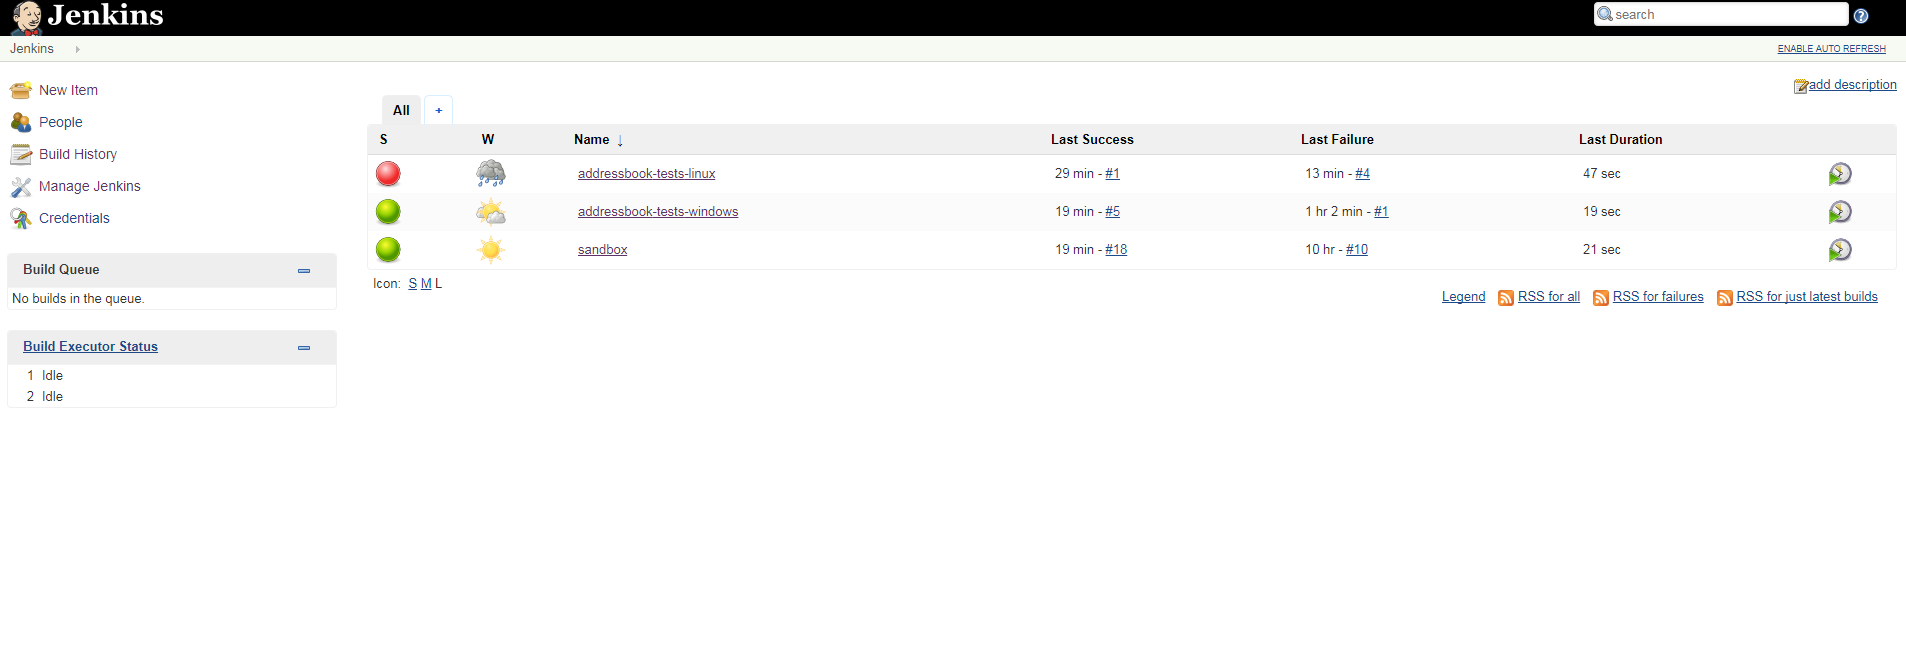 Jenkins
search
Jenkins
ENABLE AUTO REFRESH
New Item
People
Build History
Manage Jenkins
Credentials
Build Queue
No builds in the queue.
Build Executor Status
1 Idle
2 Idle
add description
All +
S W Name ↓ Last Success Last Failure Last Duration
addressbook-tests-linux 29 min - #1 13 min - #4 47 sec
addressbook-tests-windows 19 min - #5 1 hr 2 min - #1 19 sec
sandbox 19 min - #18 10 hr - #10 21 sec
Icon: S M L
Legend RSS for all RSS for failures RSS for just latest builds